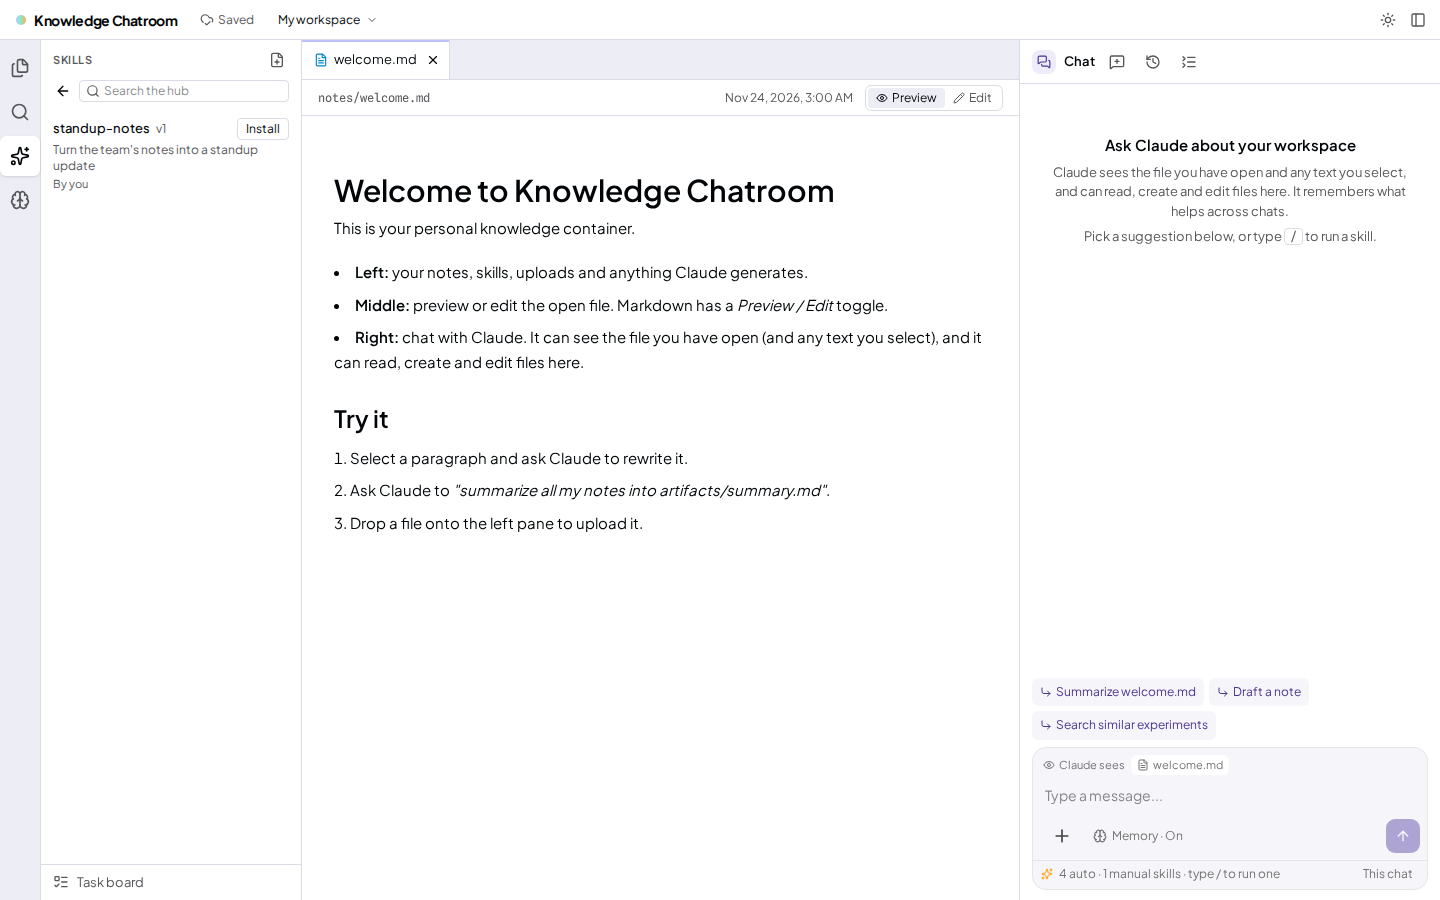 Knowledge Chatroom
Saved
My workspace
SKILLS
Search the hub
standup-notes v1
Install
Turn the team's notes into a standup
update
By you
Task board
welcome.md
notes/welcome.md
Nov 24, 2026, 3:00 AM
Preview
Edit
Welcome to Knowledge Chatroom
This is your personal knowledge container.
• Left: your notes, skills, uploads and anything Claude generates.
• Middle: preview or edit the open file. Markdown has a Preview / Edit toggle.
• Right: chat with Claude. It can see the file you have open (and any text you select), and it
can read, create and edit files here.
Try it
1. Select a paragraph and ask Claude to rewrite it.
2. Ask Claude to "summarize all my notes into artifacts/summary.md".
3. Drop a file onto the left pane to upload it.
Chat
Ask Claude about your workspace
Claude sees the file you have open and any text you select,
and can read, create and edit files here. It remembers what
helps across chats.
Pick a suggestion below, or type / to run a skill.
Summarize welcome.md
Draft a note
Search similar experiments
Claude sees
welcome.md
Type a message...
Memory · On
4 auto · 1 manual skills · type / to run one
This chat